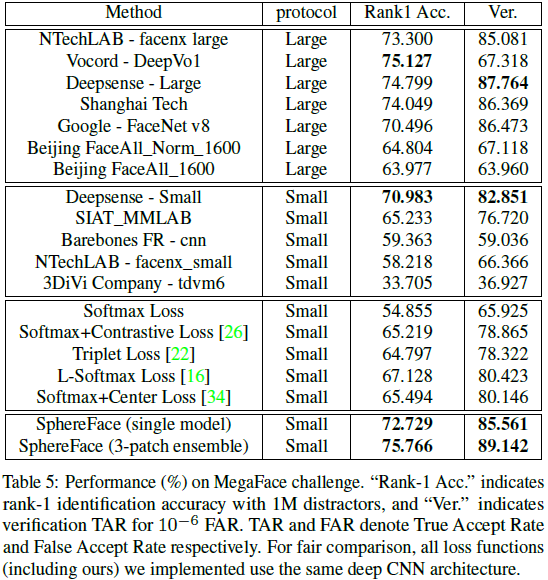 Method protocol Rank1 Acc. Ver.
NTechLAB - facenx large Large 73.300 85.081
Vocord - DeepVo1 Large 75.127 67.318
Deepsense - Large Large 74.799 87.764
Shanghai Tech Large 74.049 86.369
Google - FaceNet v8 Large 70.496 86.473
Beijing FaceAll_Norm_1600 Large 64.804 67.118
Beijing FaceAll_1600 Large 63.977 63.960
Deepsense - Small Small 70.983 82.851
SIAT_MMLAB Small 65.233 76.720
Barebones FR - cnn Small 59.363 59.036
NTechLAB - facenx_small Small 58.218 66.366
3DiVi Company - tdvm6 Small 33.705 36.927
Softmax Loss Small 54.855 65.925
Softmax+Contrastive Loss [26] Small 65.219 78.865
Triplet Loss [22] Small 64.797 78.322
L-Softmax Loss [16] Small 67.128 80.423
Softmax+Center Loss [34] Small 65.494 80.146
SphereFace (single model) Small 72.729 85.561
SphereFace (3-patch ensemble) Small 75.766 89.142
Table 5: Performance (%) on MegaFace challenge. “Rank-1 Acc.” indicates
rank-1 identification accuracy with 1M distractors, and “Ver.” indicates
verification TAR for 10⁻⁶ FAR. TAR and FAR denote True Accept Rate
and False Accept Rate respectively. For fair comparison, all loss functions
(including ours) we implemented use the same deep CNN architecture.